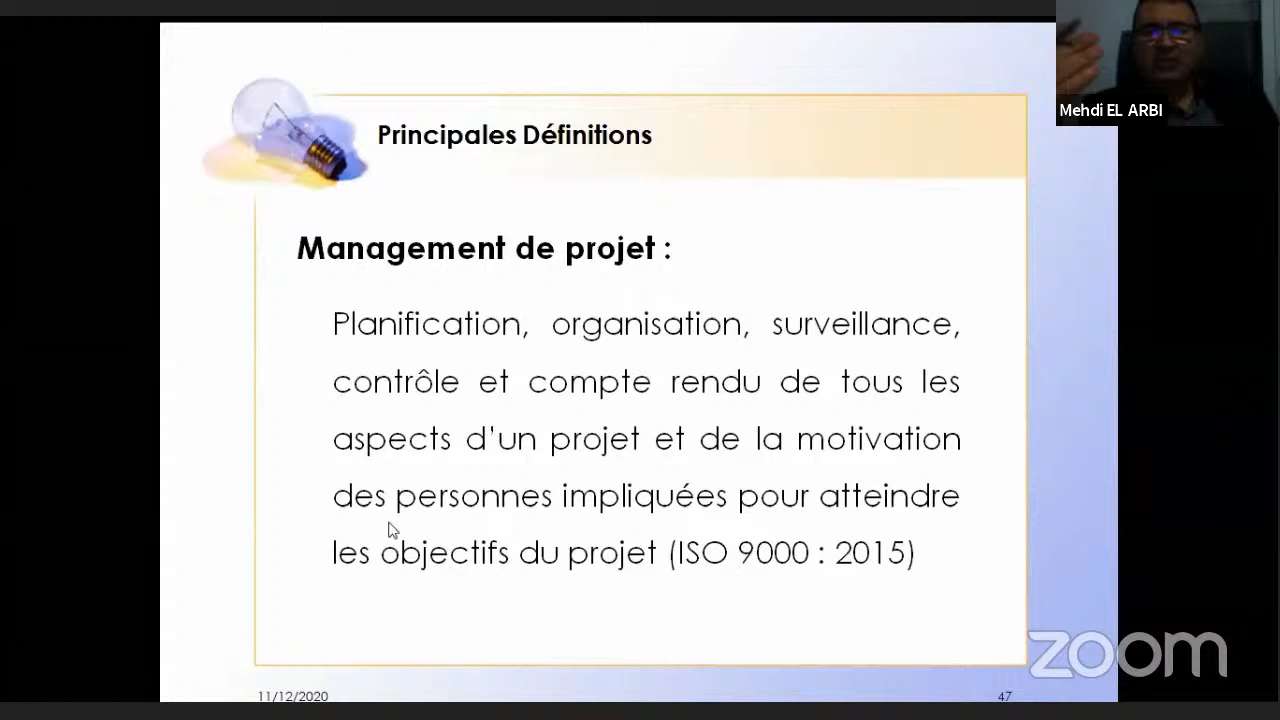 Mehdi EL ARBI
Principales Définitions
Management de projet :
Planification, organisation, surveillance,
contrôle et compte rendu de tous les
aspects d'un projet et de la motivation
des personnes impliquées pour atteindre
les objectifs du projet (ISO 9000 : 2015)
zoom
11/12/2020
47